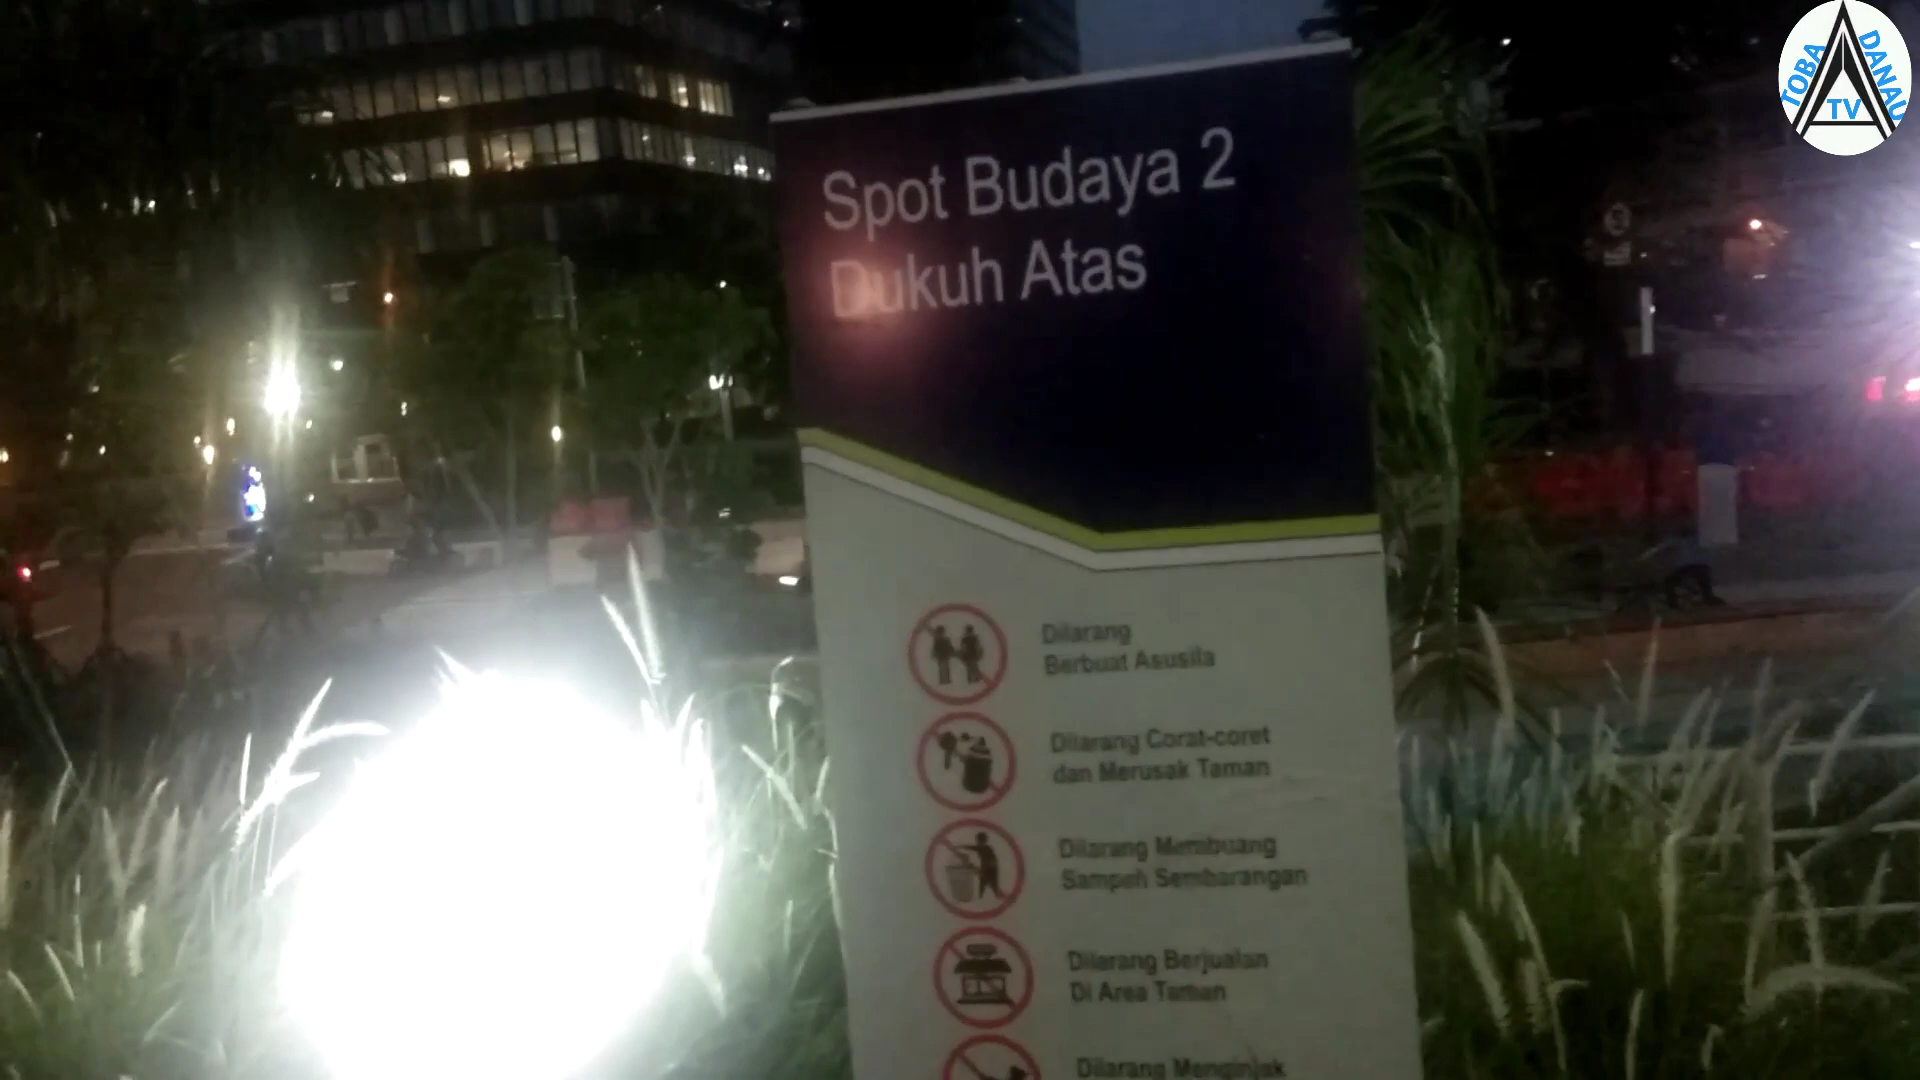 Spot Budaya 2
Dukuh Atas
Dilarang
Berbuat Asusila
Dilarang Corat-coret
dan Merusak Taman
Dilarang Membuang
Sampah Sembarangan
Dilarang Berjualan
Di Area Taman
Dilarang Menginjak
TOBA DANAU
TV